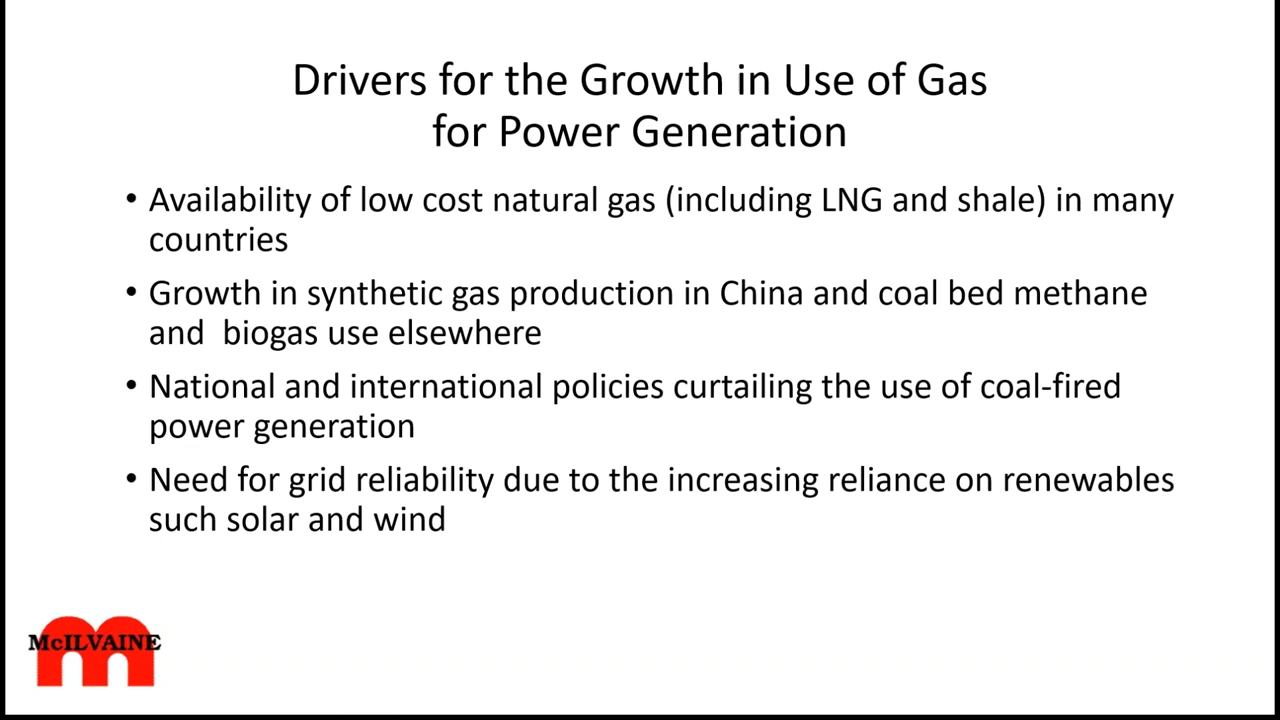 Drivers for the Growth in Use of Gas
for Power Generation
• Availability of low cost natural gas (including LNG and shale) in many
countries
• Growth in synthetic gas production in China and coal bed methane
and  biogas use elsewhere
• National and international policies curtailing the use of coal-fired
power generation
• Need for grid reliability due to the increasing reliance on renewables
such solar and wind
McILVAINE